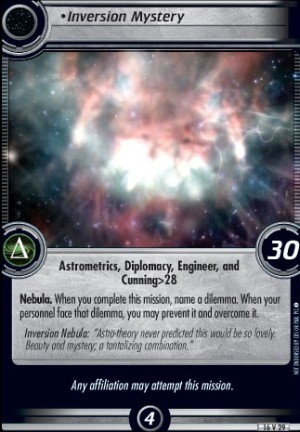 •Inversion Mystery
Δ
30
Astrometrics, Diplomacy, Engineer, and
Cunning>28
Nebula. When you complete this mission, name a dilemma. When your
personnel face that dilemma, you may prevent it and overcome it.
Inversion Nebula: "Astro-theory never predicted this would be so lovely.
Beauty and mystery; a tantalizing combination."
Any affiliation may attempt this mission.
4
16 V 29